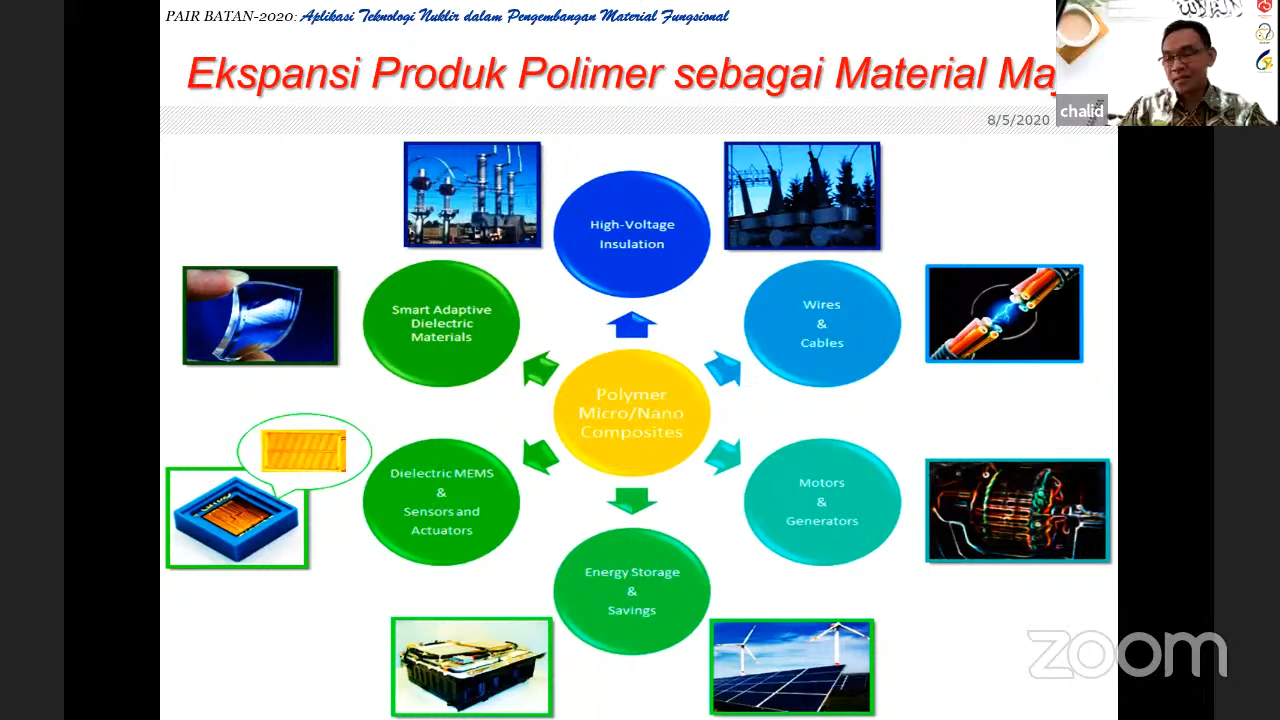 PAIR BATAN-2020: Aplikasi Teknologi Nuklir dalam Pengembangan Material Fungsional
Ekspansi Produk Polimer sebagai Material Maj
chalid
8/5/2020
High-Voltage
Insulation
Smart Adaptive
Dielectric
Materials
Wires
&
Cables
Polymer
Micro/Nano
Composites
Dielectric MEMS
&
Sensors and
Actuators
Motors
&
Generators
Energy Storage
&
Savings
zoom